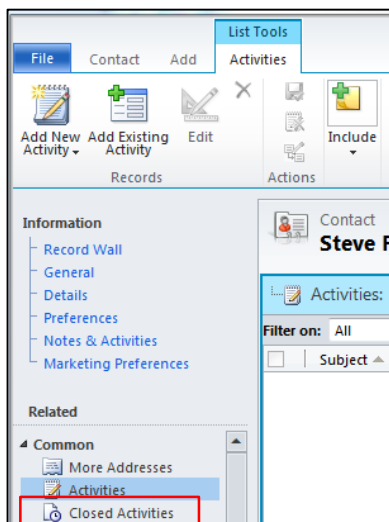 List Tools
File Contact Add Activities
Add New Activity
Add Existing Activity
Edit
Include
Records
Actions
Information
Record Wall
General
Details
Preferences
Notes & Activities
Marketing Preferences
Related
Common
More Addresses
Activities
Closed Activities
Contact
Steve
Activities:
Filter on: All
Subject